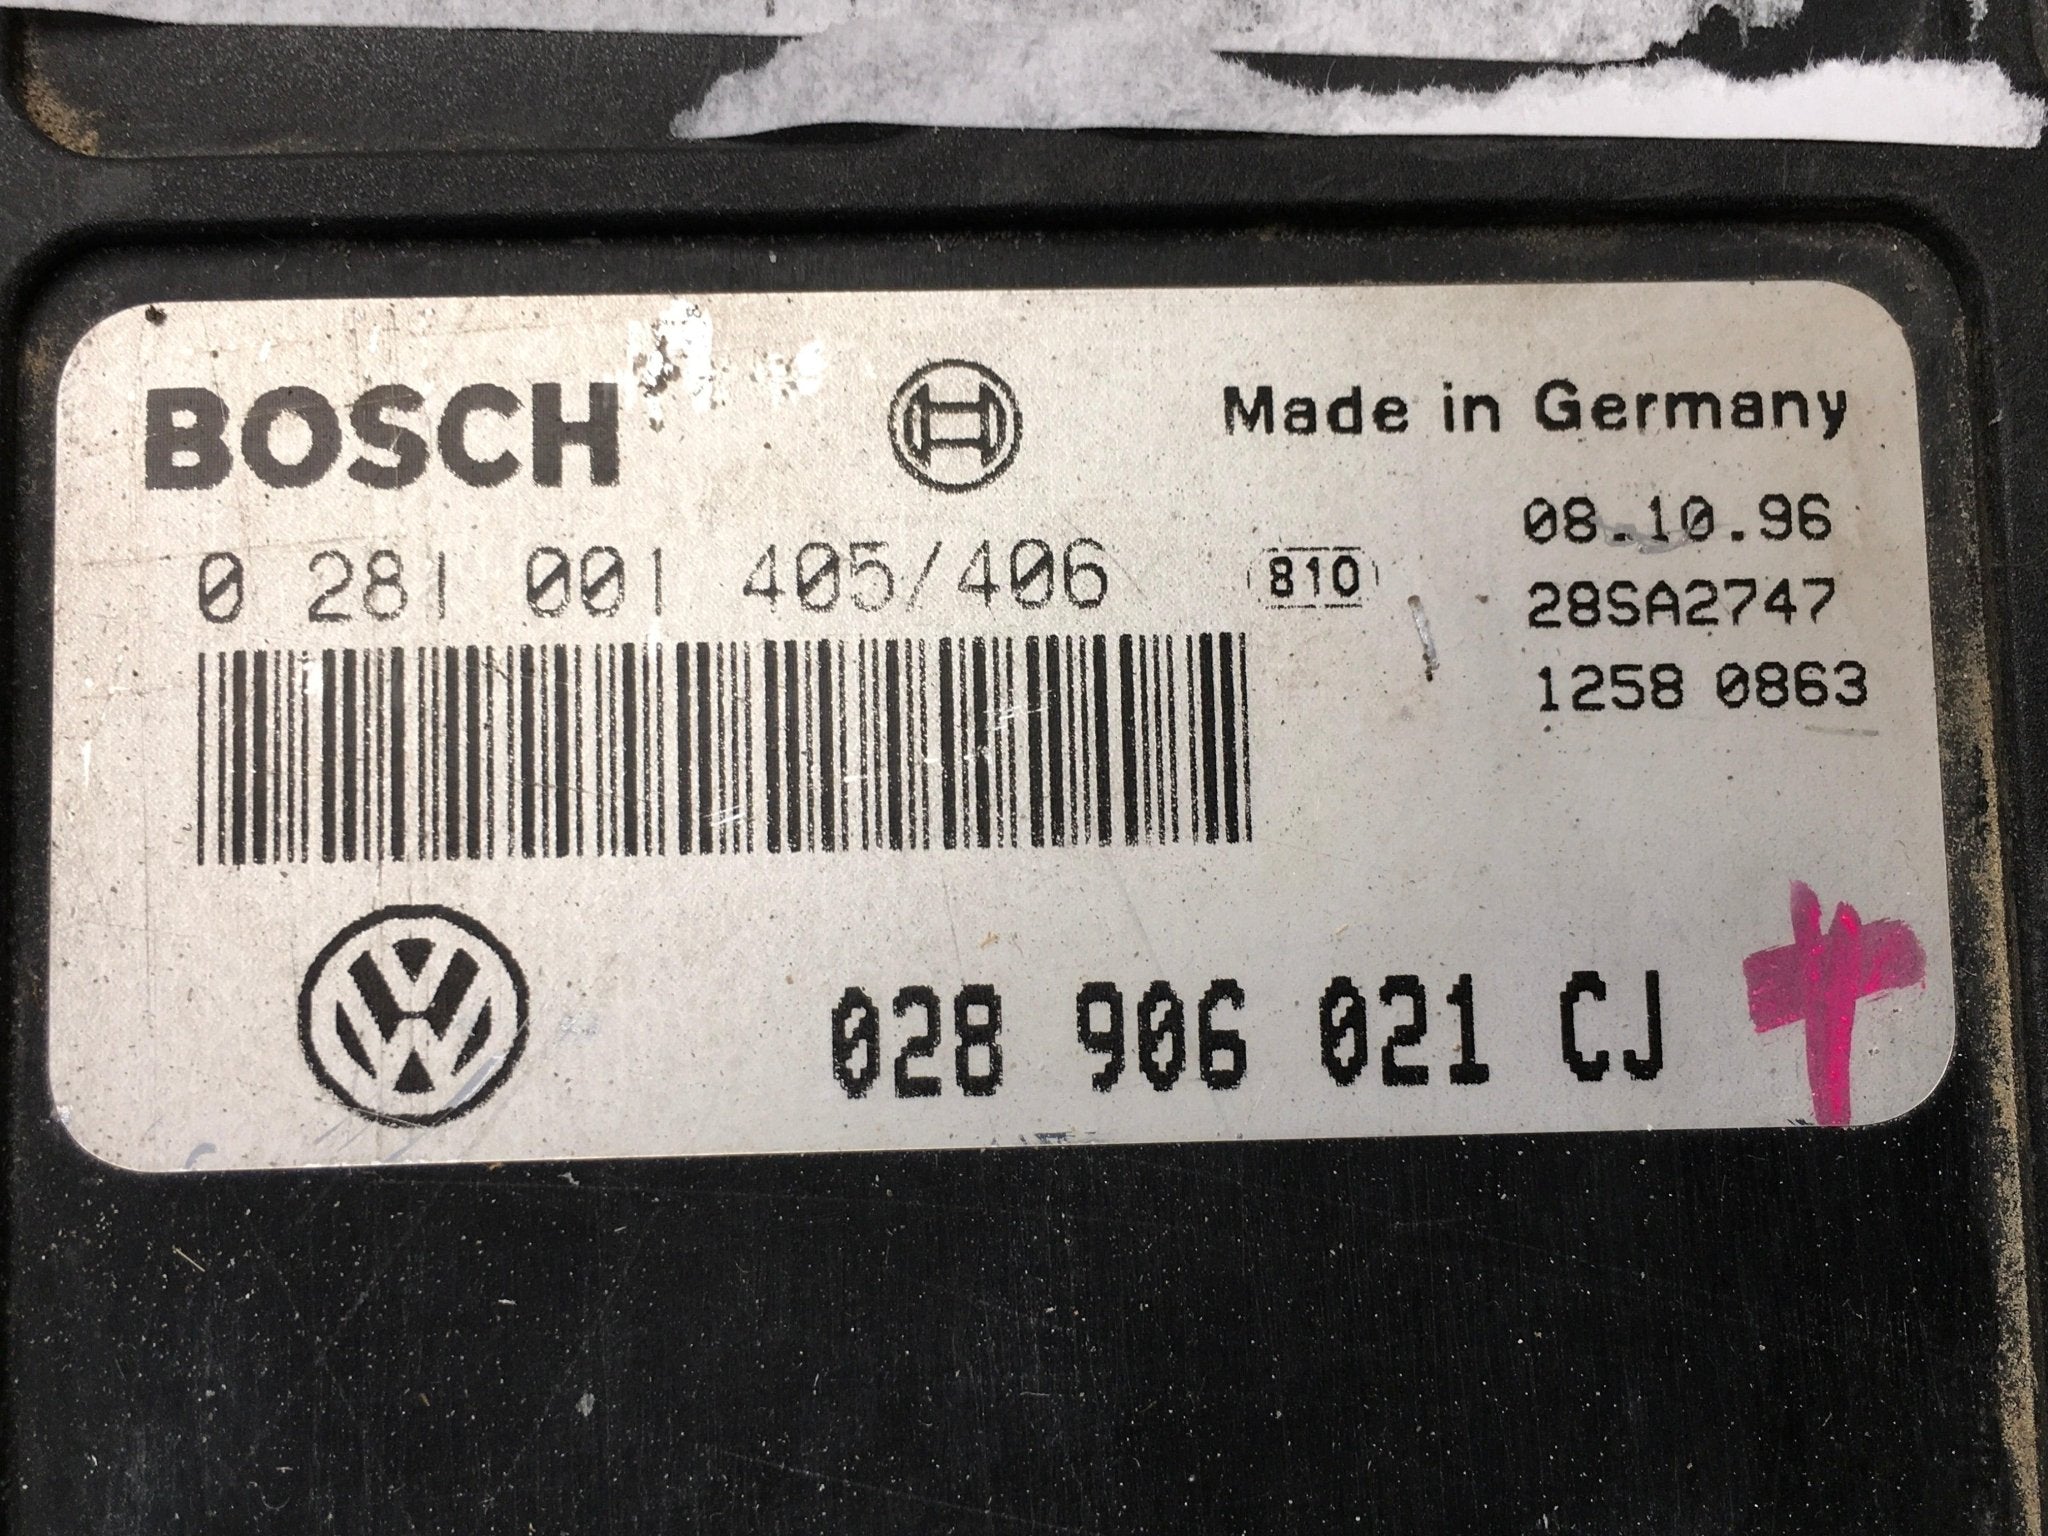 BOSCH
Made in Germany
08.10.96
0 281 001 405/406
810
28SA2747
1258 0863
028 906 021 CJ